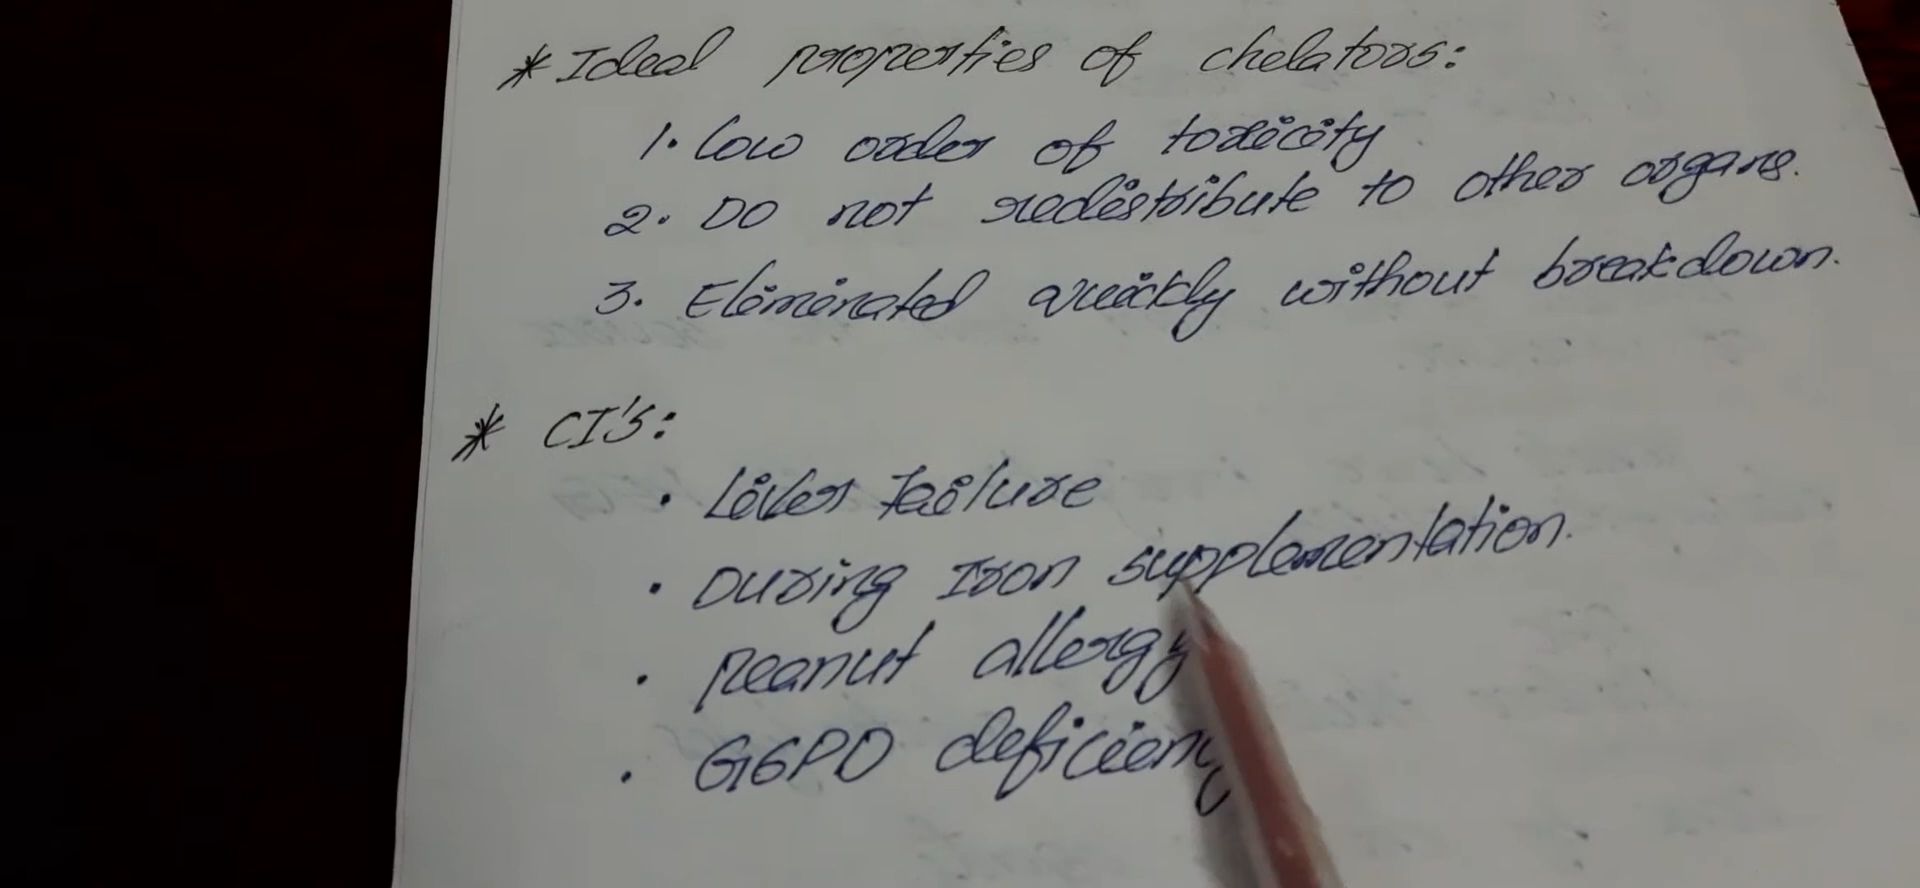 * Ideal properties of chelators:
1. Low order of toxicity
2. Do not redistribute to other organs.
3. Eliminated quickly without breakdown.
* CI's:
• Liver Failure
• During Iron supplementation.
• Peanut allergy
• G6PD deficiency